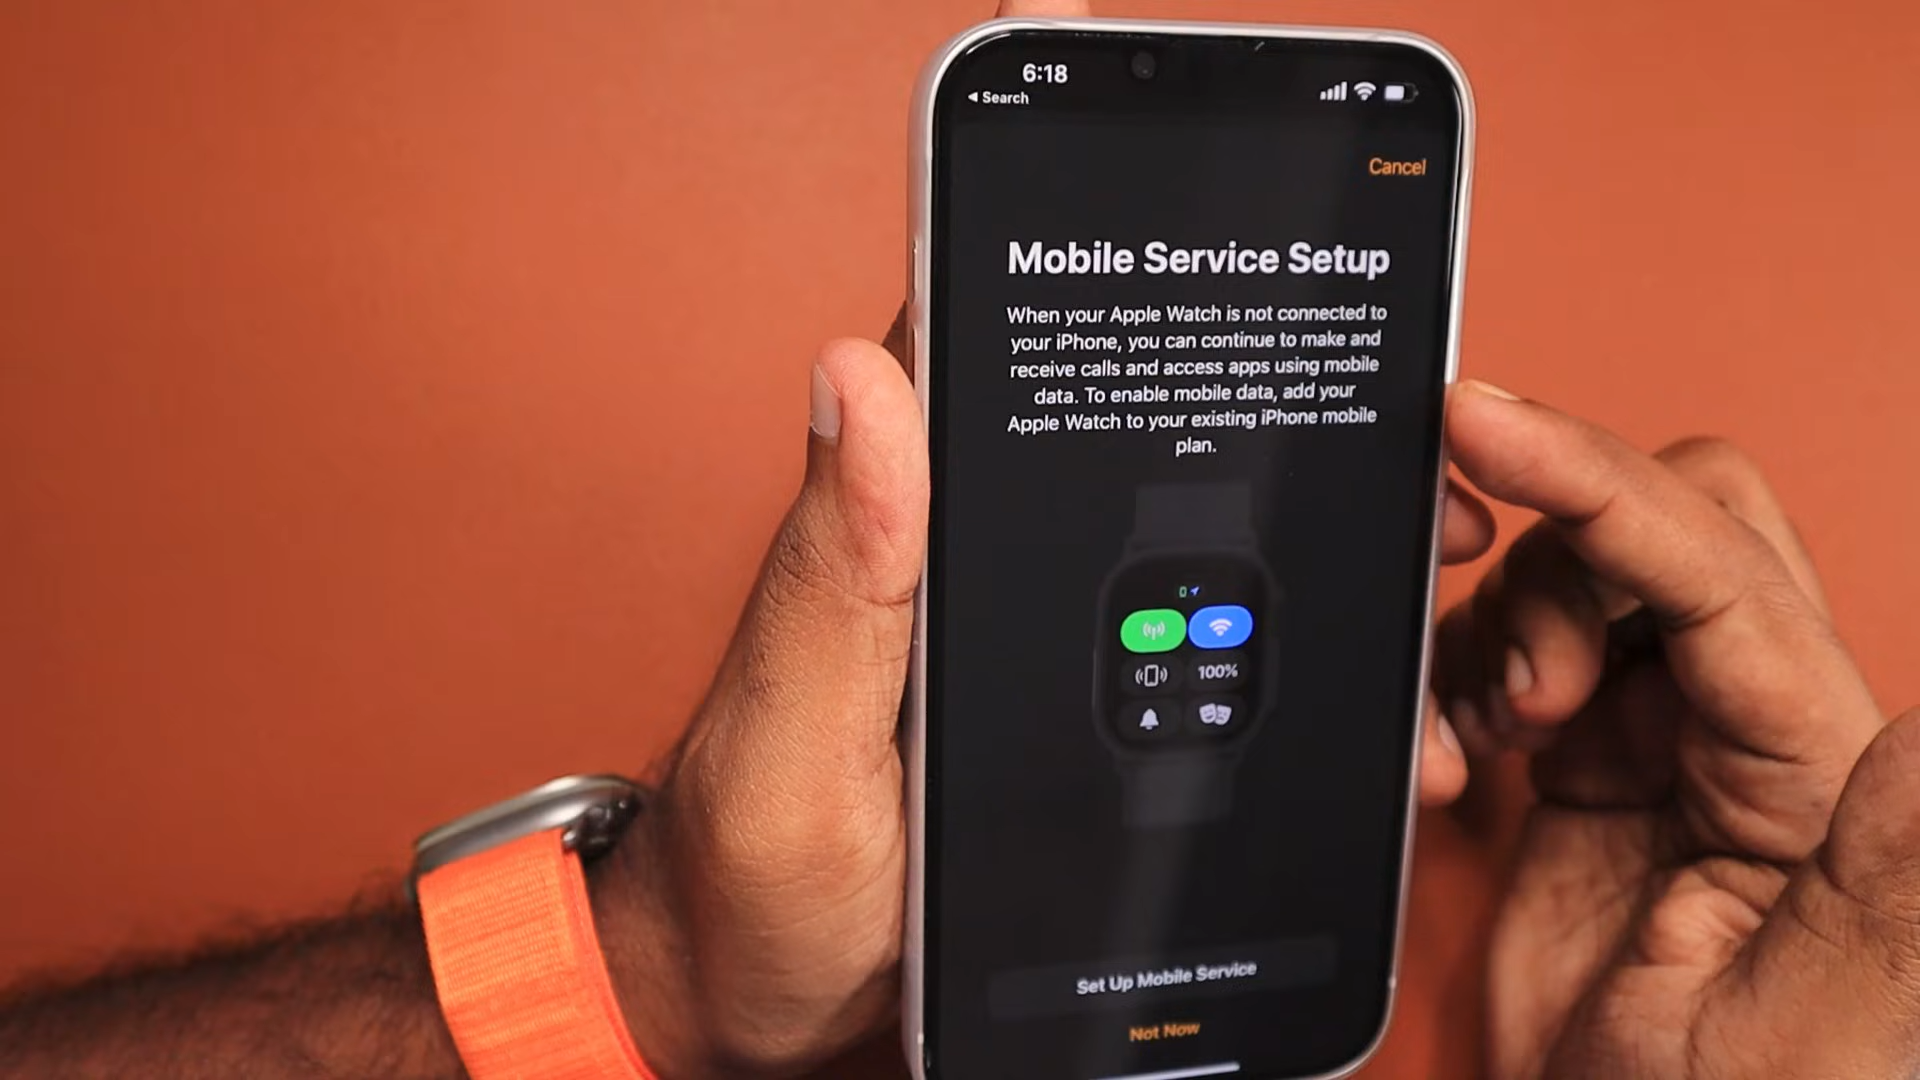 6:18
Search
Cancel
Mobile Service Setup
When your Apple Watch is not connected to
your iPhone, you can continue to make and
receive calls and access apps using mobile
data. To enable mobile data, add your
Apple Watch to your existing iPhone mobile
plan.
100%
Set Up Mobile Service
Not Now